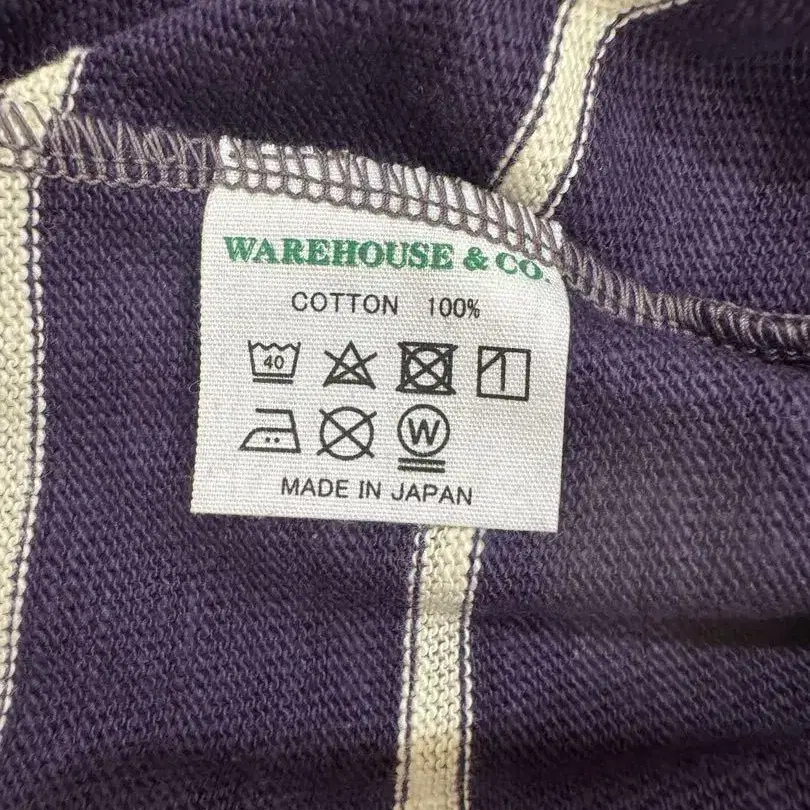 WAREHOUSE & CO.
COTTON 100%
40
W
MADE IN JAPAN